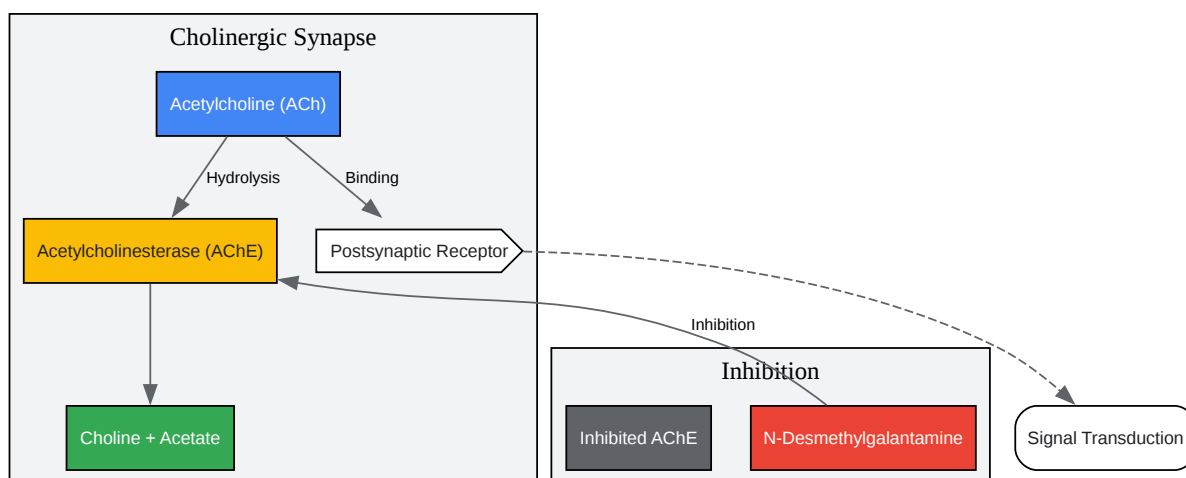 Cholinergic Synapse
Acetylcholine (ACh)
Hydrolysis
Binding
Acetylcholinesterase (AChE)
Postsynaptic Receptor
Inhibition
Inhibition
Choline + Acetate
Inhibited AChE
N-Desmethylgalantamine
Signal Transduction